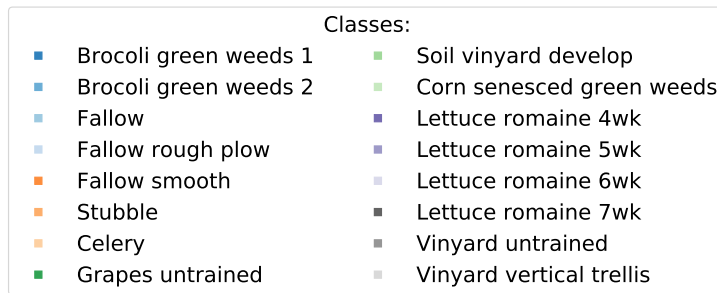 Classes:
Brocoli green weeds 1
Brocoli green weeds 2
Fallow
Fallow rough plow
Fallow smooth
Stubble
Celery
Grapes untrained
Soil vinyard develop
Corn senesced green weeds
Lettuce romaine 4wk
Lettuce romaine 5wk
Lettuce romaine 6wk
Lettuce romaine 7wk
Vinyard untrained
Vinyard vertical trellis